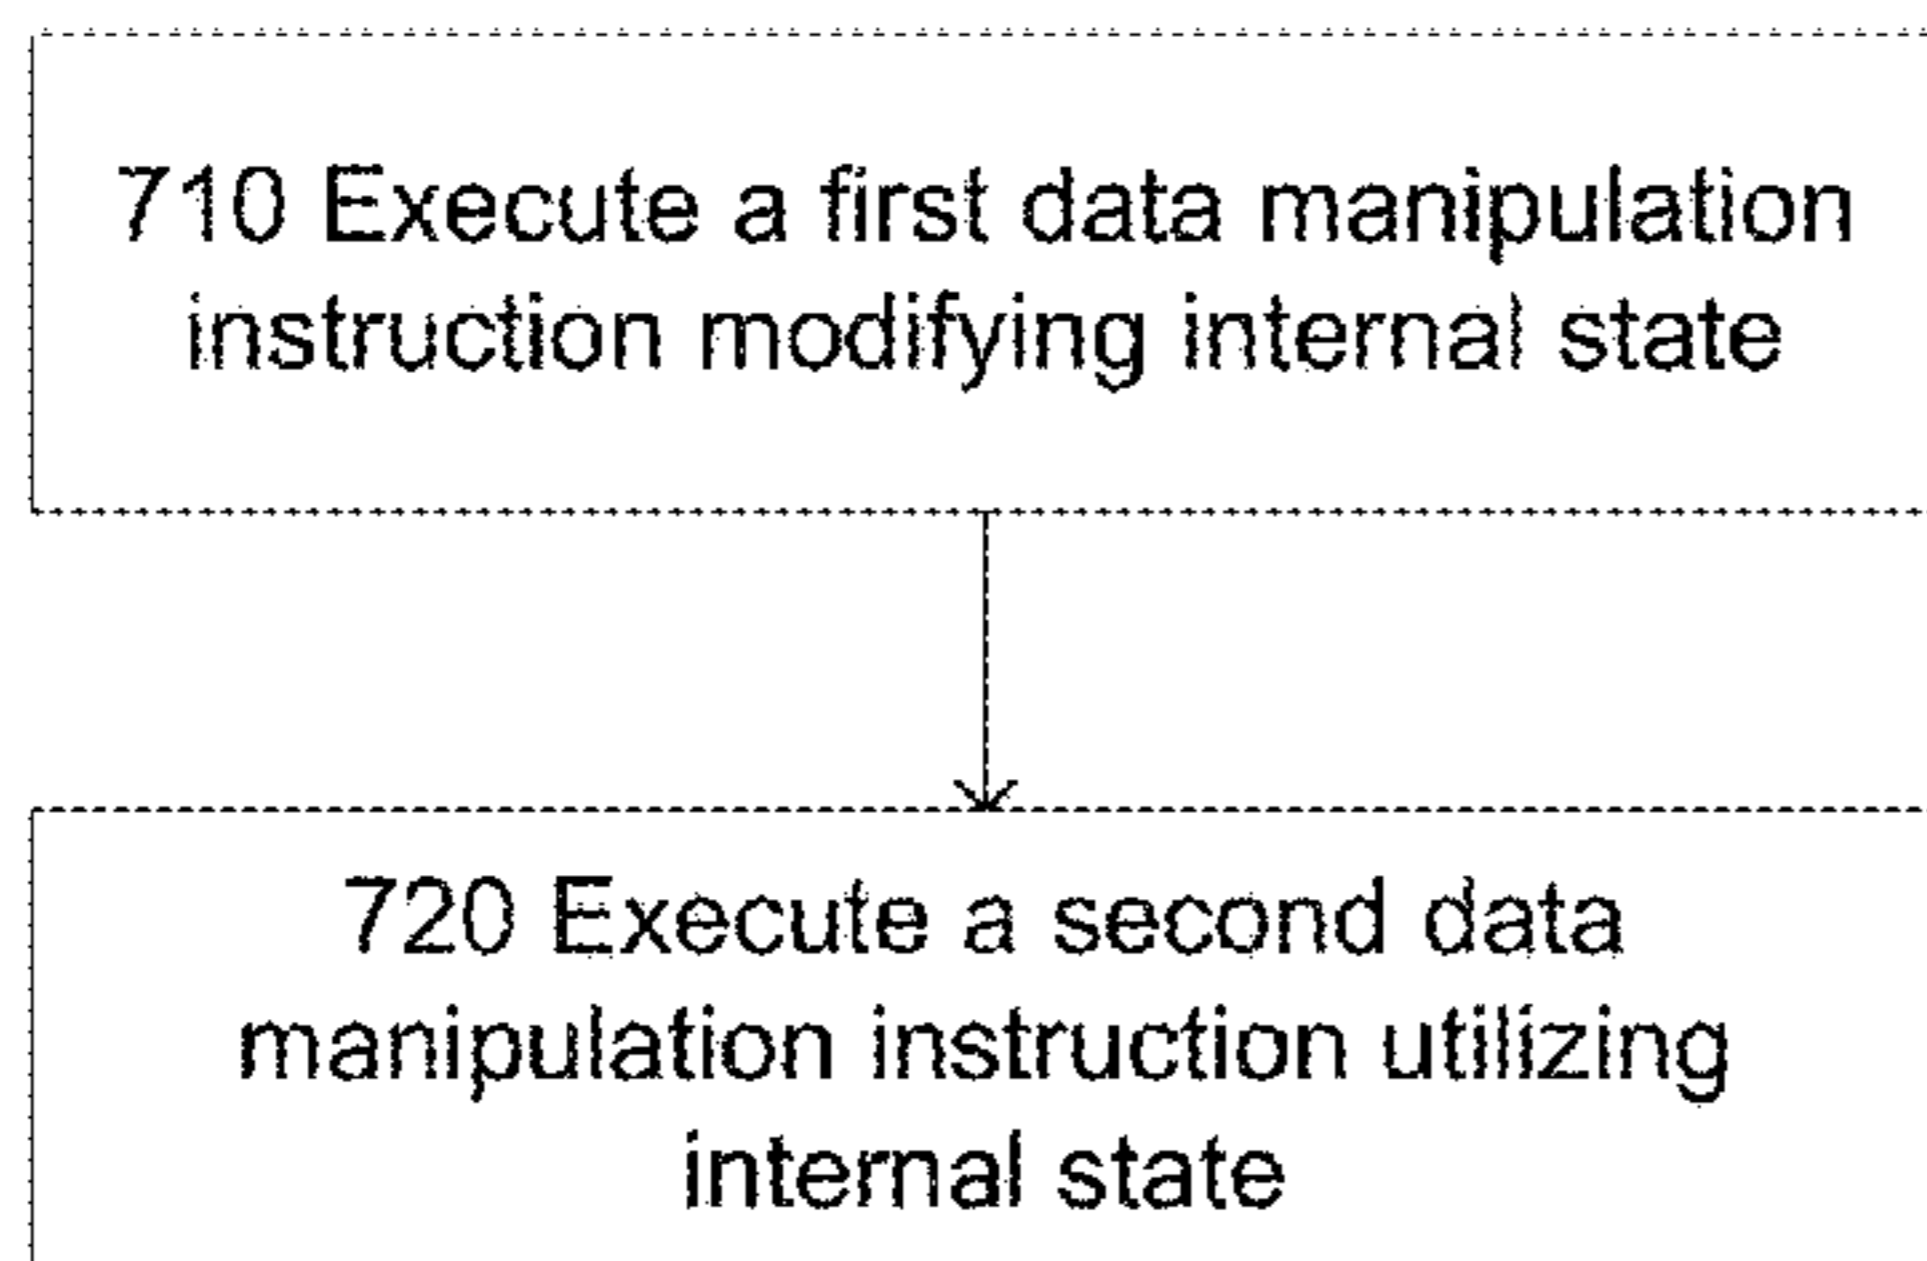 710 Execute a first data manipulation
instruction modifying internal state
720 Execute a second data
manipulation instruction utilizing
internal state